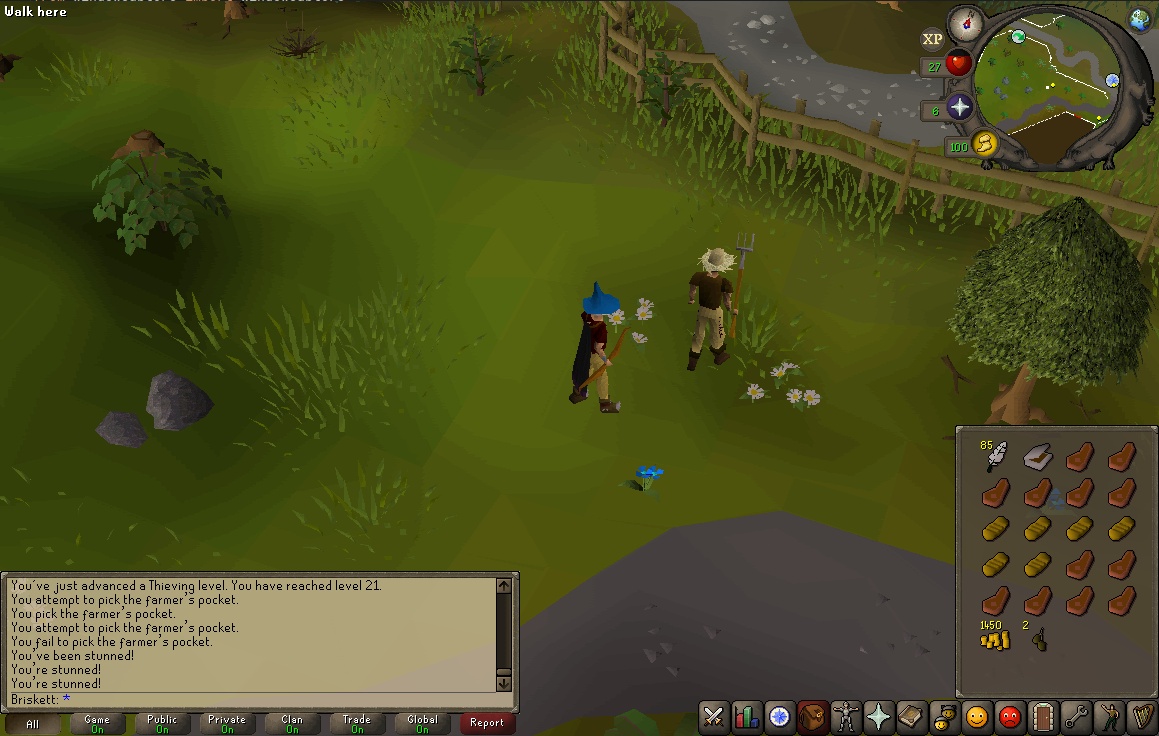 Walk here
XP
27
6
100
85
1450
2
You've just advanced a Thieving level. You have reached level 21.
You attempt to pick the farmer's pocket.
You pick the farmer's pocket.
You attempt to pick the farmer's pocket.
You fail to pick the farmer's pocket.
You've been stunned!
You're stunned!
You're stunned!
Briskett: *
All
Game
On
Public
On
Private
On
Clan
On
Trade
On
Global
On
Report